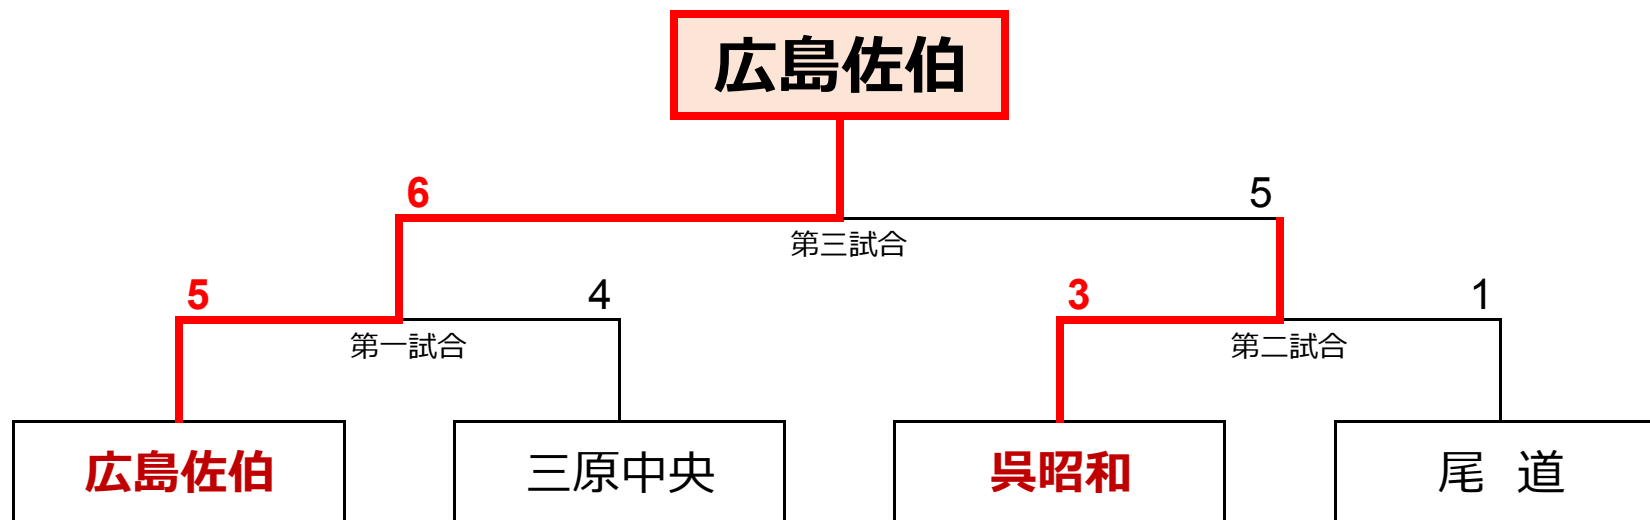 広島佐伯
6 5
第三試合
5 4 3 1
第一試合 第二試合
広島佐伯 三原中央 呉昭和 尾 道